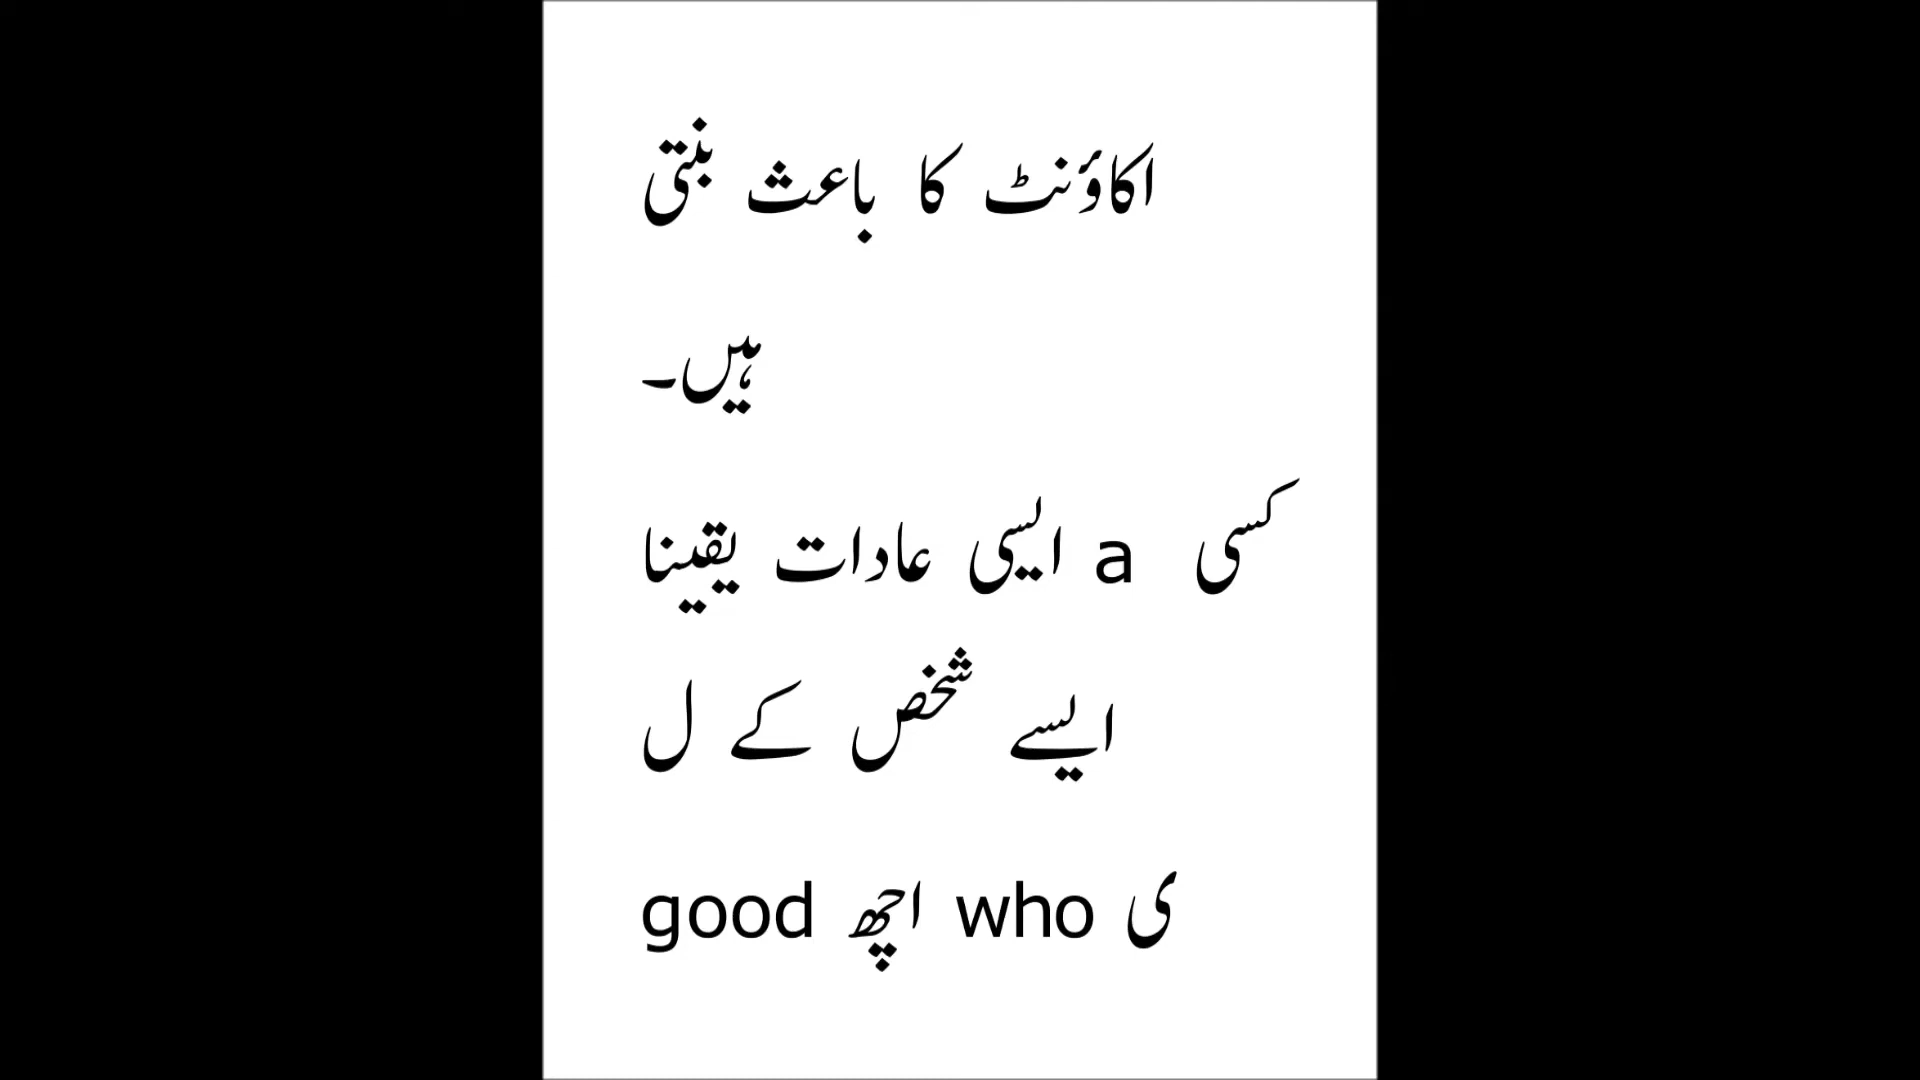 اکاؤنٹ کا باعث بنتی
ہیں۔
کسی a ایسی عادات یقینا
ایسے شخص کے ل
ی who اچھ good